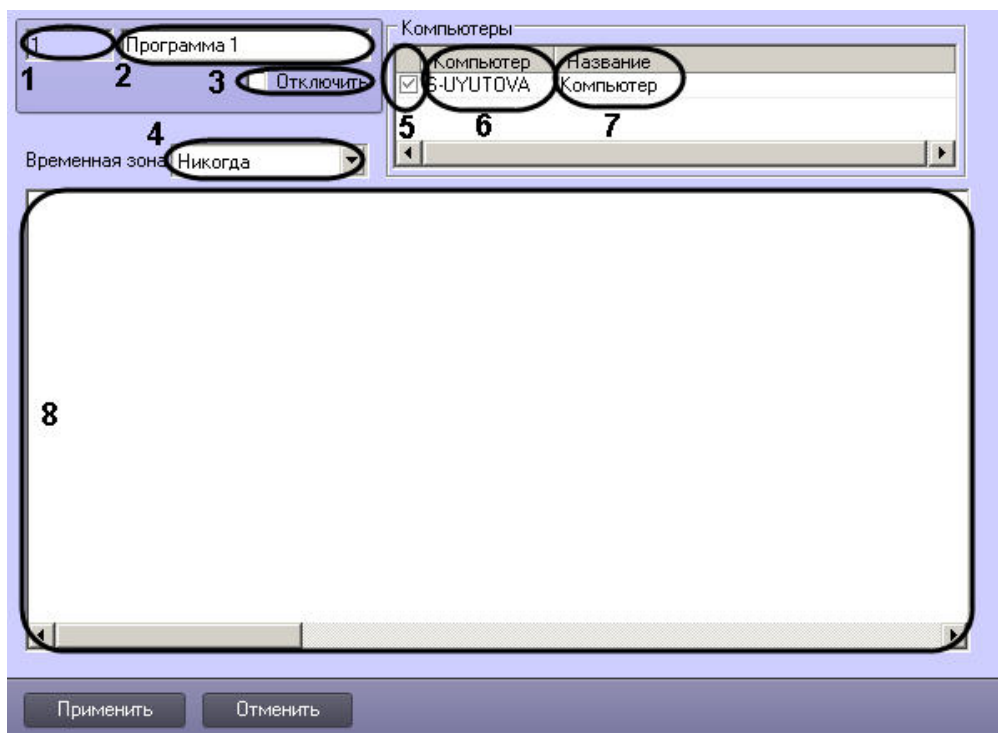 1 Программа 1
1 2 3 Отключить
4
Временная зона Никогда
Компьютеры
Компьютер Название
S-UYUTOVA Компьютер
5 6 7
8
Применить Отменить